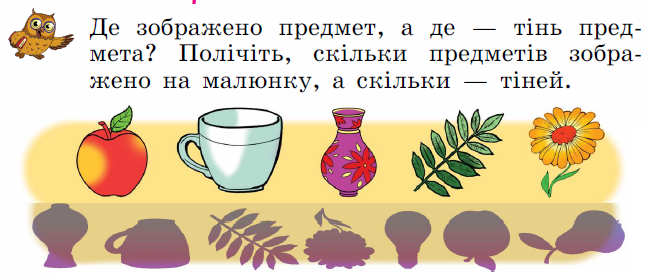 Де зображено предмет, а де — тінь пред-
мета? Полічіть, скільки предметів зобра-
жено на малюнку, а скільки — тіней.